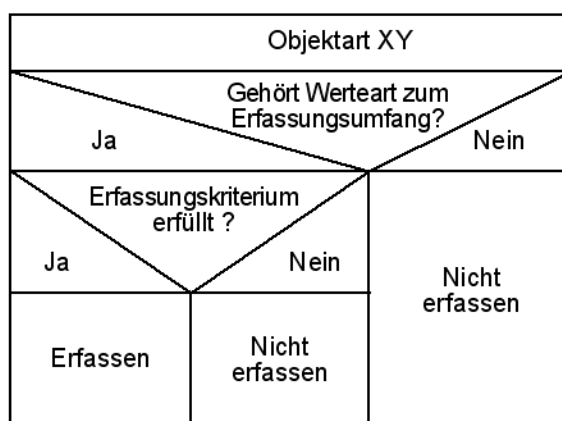 Objektart XY
Gehört Werteart zum
Erfassungsumfang?
Ja
Nein
Erfassungskriterium
erfüllt ?
Ja
Nein
Nicht
erfassen
Erfassen
Nicht
erfassen